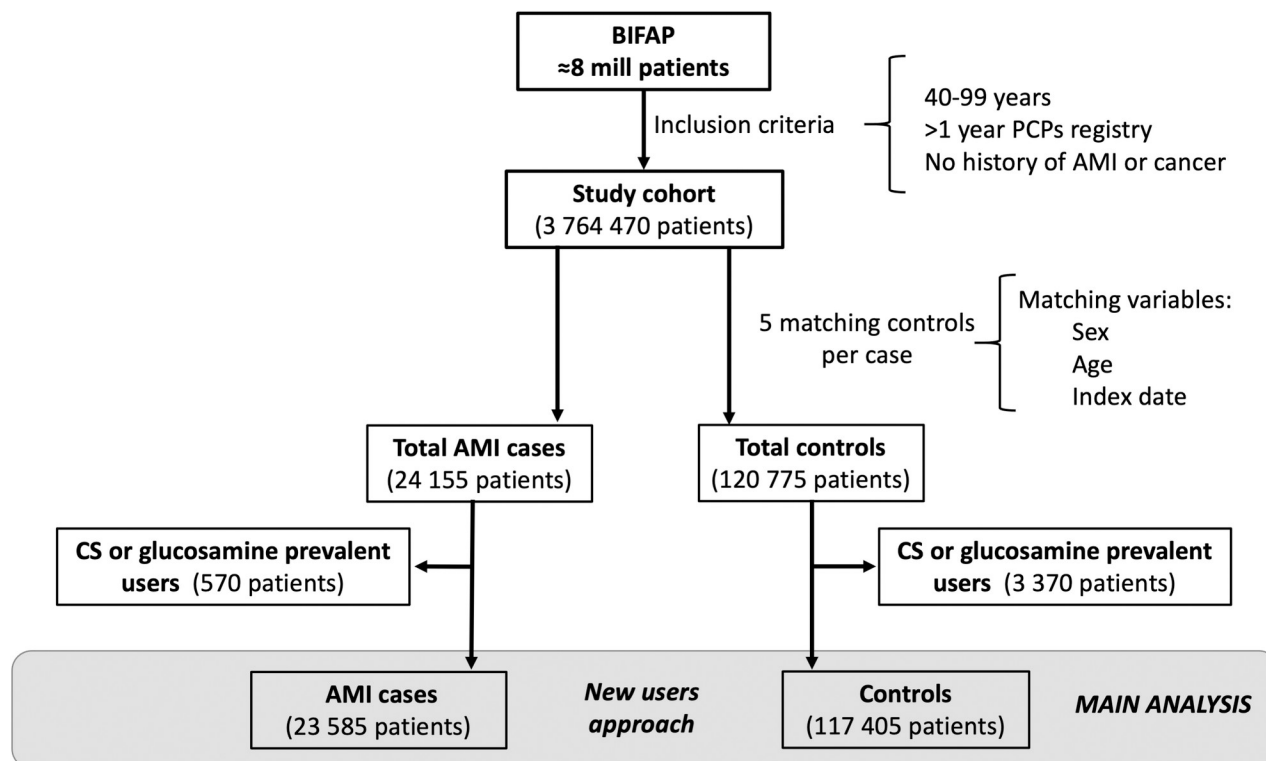 BIFAP
≈8 mill patients
Inclusion criteria
40-99 years
>1 year PCPs registry
No history of AMI or cancer
Study cohort
(3 764 470 patients)
5 matching controls
per case
Matching variables:
Sex
Age
Index date
Total AMI cases
(24 155 patients)
Total controls
(120 775 patients)
CS or glucosamine prevalent
users (570 patients)
CS or glucosamine prevalent
users (3 370 patients)
AMI cases
(23 585 patients)
New users
approach
Controls
(117 405 patients)
MAIN ANALYSIS